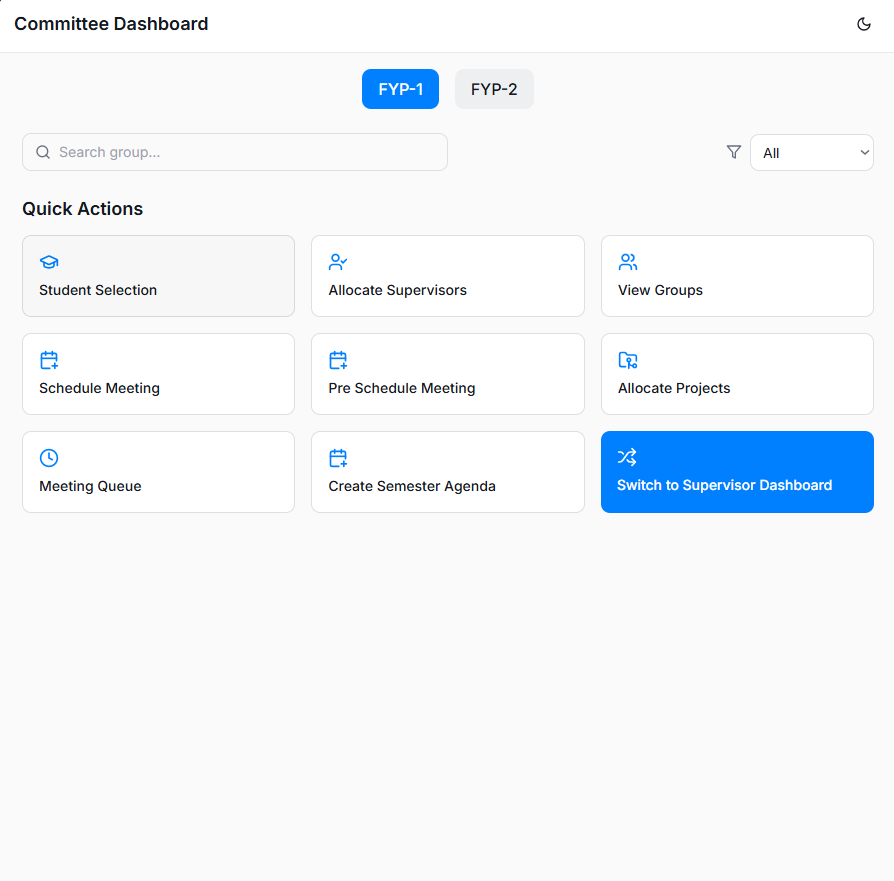 Committee Dashboard
FYP-1 FYP-2
Search group...
All
Quick Actions
Student Selection
Allocate Supervisors
View Groups
Schedule Meeting
Pre Schedule Meeting
Allocate Projects
Meeting Queue
Create Semester Agenda
Switch to Supervisor Dashboard